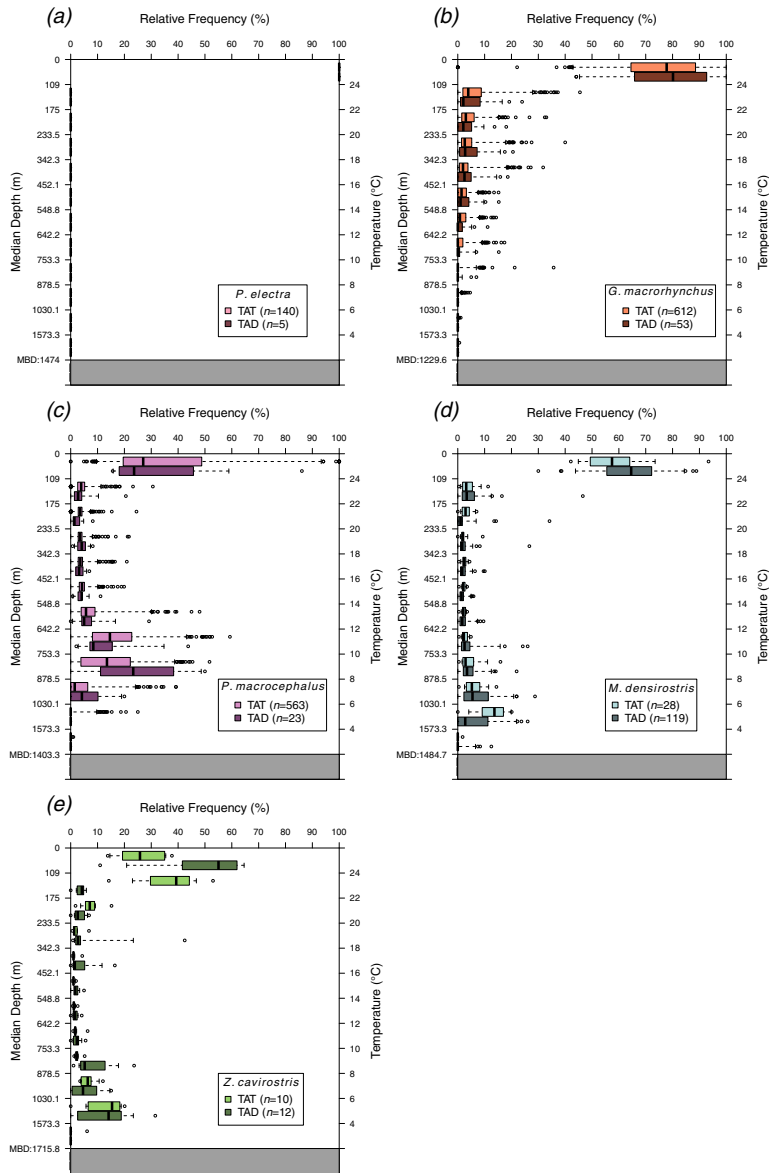 (a)
Relative Frequency (%)
0 10 20 30 40 50 60 70 80 90 100
Median Depth (m)
0
109
175
233.5
342.3
452.1
548.8
642.2
753.3
878.5
1030.1
1573.3
MBD:1474
24
22
20
18
16
14
12
10
8
6
4
Temperature (°C)
P. electra
TAT (n=140)
TAD (n=5)
(b)
Relative Frequency (%)
0 10 20 30 40 50 60 70 80 90 100
Median Depth (m)
0
109
175
233.5
342.3
452.1
548.8
642.2
753.3
878.5
1030.1
1573.3
MBD:1229.6
24
22
20
18
16
14
12
10
8
6
4
Temperature (°C)
G. macrorhynchus
TAT (n=612)
TAD (n=53)
(c)
Relative Frequency (%)
0 10 20 30 40 50 60 70 80 90 100
Median Depth (m)
0
109
175
233.5
342.3
452.1
548.8
642.2
753.3
878.5
1030.1
1573.3
MBD:1403.3
24
22
20
18
16
14
12
10
8
6
4
Temperature (°C)
P. macrocephalus
TAT (n=563)
TAD (n=23)
(d)
Relative Frequency (%)
0 10 20 30 40 50 60 70 80 90 100
Median Depth (m)
0
109
175
233.5
342.3
452.1
548.8
642.2
753.3
878.5
1030.1
1573.3
MBD:1484.7
24
22
20
18
16
14
12
10
8
6
4
Temperature (°C)
M. densirostris
TAT (n=28)
TAD (n=119)
(e)
Relative Frequency (%)
0 10 20 30 40 50 60 70 80 90 100
Median Depth (m)
0
109
175
233.5
342.3
452.1
548.8
642.2
753.3
878.5
1030.1
1573.3
MBD:1715.8
24
22
20
18
16
14
12
10
8
6
4
Temperature (°C)
Z. cavirostris
TAT (n=10)
TAD (n=12)